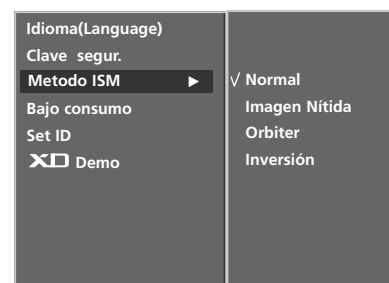 Idioma(Language)
Clave segur.
Metodo ISM ▶
Bajo consumo
Set ID
XD Demo
√ Normal
Imagen Nítida
Orbiter
Inversión